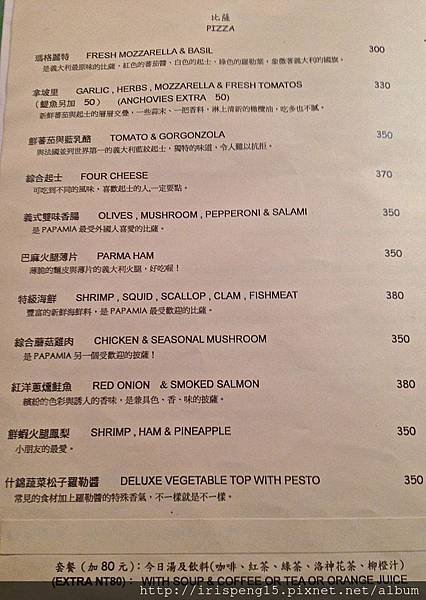 比薩
PIZZA
瑪格麗特 FRESH MOZZARELLA & BASIL 300
是義大利最原味的比薩，紅色的蕃茄醬、白色的起士、綠色的羅勒葉，象徵著義大利的國旗。
拿坡里 GARLIC , HERBS , MOZZARELLA & FRESH TOMATOS 330
(鯷魚另加 50) (ANCHOVIES EXTRA 50)
新鮮蕃茄與起士的層層交疊，一些蒜末、一把香料，淋上清新的橄欖油，吃多也不膩。
鮮蕃茄與藍乳酪 TOMATO & GORGONZOLA 350
與法國並列世界第一的義大利藍紋起士，獨特的味道，令人難以抗拒。
綜合起士 FOUR CHEESE 370
可吃到不同的風味，喜歡起士的人,一定要點。
義式雙味香腸 OLIVES , MUSHROOM , PEPPERONI & SALAMI 350
是 PAPAMIA 最受外國人喜愛的比薩。
巴馬火腿薄片 PARMA HAM 350
薄脆的麵皮與薄片的義大利火腿，好吃喔！
特級海鮮 SHRIMP , SQUID , SCALLOP , CLAM , FISHMEAT 380
豐富的新鮮海鮮料，是 PAPAMIA 最受歡迎的比薩。
綜合蘑菇雞肉 CHICKEN & SEASONAL MUSHROOM 350
是 PAPAMIA 另一個受歡迎的披薩！
紅洋蔥燻鮭魚 RED ONION & SMOKED SALMON 380
繽紛的色彩與誘人的香味，是兼具色、香、味的披薩。
鮮蝦火腿鳳梨 SHRIMP , HAM & PINEAPPLE 350
小朋友的最愛。
什錦蔬菜松子羅勒醬 DELUXE VEGETABLE TOP WITH PESTO 350
常見的食材加上羅勒醬的特殊香氣，不一樣就是不一樣。
套餐（加 80 元）：今日湯及飲料(咖啡、紅茶、綠茶、洛神花茶、柳橙汁)
(EXTRA NT80)： WITH SOUP & COFFEE OR TEA OR ORANGE JUICE
http://irispeng15.pixnet.net/album